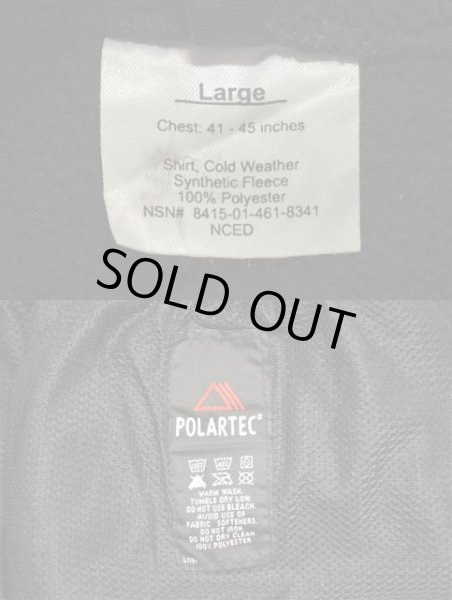 Large
Chest: 41 - 45 inches
Shirt, Cold Weather
Synthetic Fleece
100% Polyester
NSN# 8415-01-461-8341
NCED
SOLD OUT
POLARTEC®
WARM WASH.
TUMBLE DRY LOW.
DO NOT USE BLEACH.
AVOID USE OF
FABRIC SOFTENERS.
DO NOT IRON.
DO NOT DRY CLEAN.
100% POLYESTER